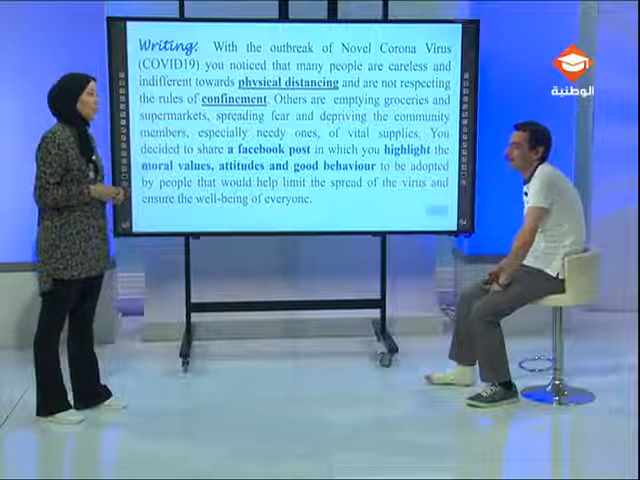 Writing: With the outbreak of Novel Corona Virus
(COVID19) you noticed that many people are careless and
indifferent towards physical distancing and are not respecting
the rules of confinement. Others are emptying groceries and
supermarkets, spreading fear and depriving the community
members, especially needy ones, of vital supplies. You
decided to share a facebook post in which you highlight the
moral values, attitudes and good behaviour to be adopted
by people that would help limit the spread of the virus and
ensure the well-being of everyone.
الوطنية